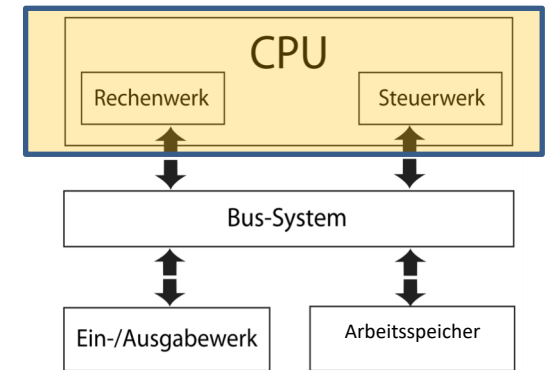 CPU
Rechenwerk
Steuerwerk
Bus-System
Ein-/Ausgabewerk
Arbeitsspeicher